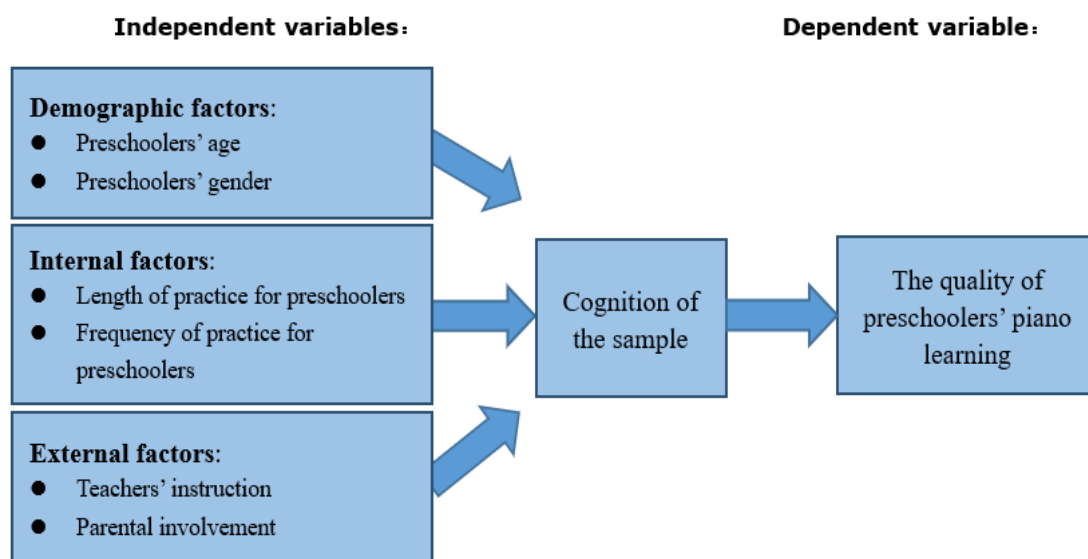 Independent variables：
Dependent variable：
Demographic factors:
● Preschoolers’ age
● Preschoolers’ gender
Internal factors:
● Length of practice for preschoolers
● Frequency of practice for
preschoolers
External factors:
● Teachers’ instruction
● Parental involvement
Cognition of
the sample
The quality of
preschoolers’ piano
learning